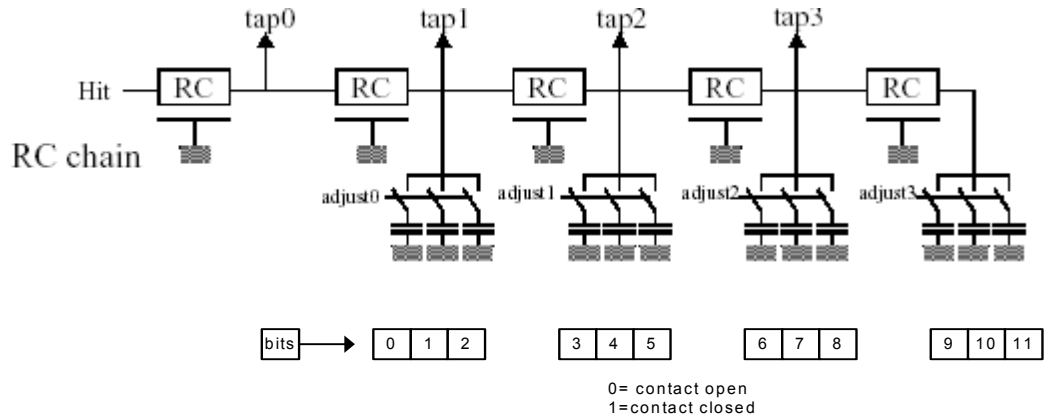 tap0 tap1 tap2 tap3
Hit RC RC RC RC RC
RC chain
adjust0 adjust1 adjust2 adjust3
bits 0 1 2 3 4 5 6 7 8 9 10 11
0= contact open
1=contact closed